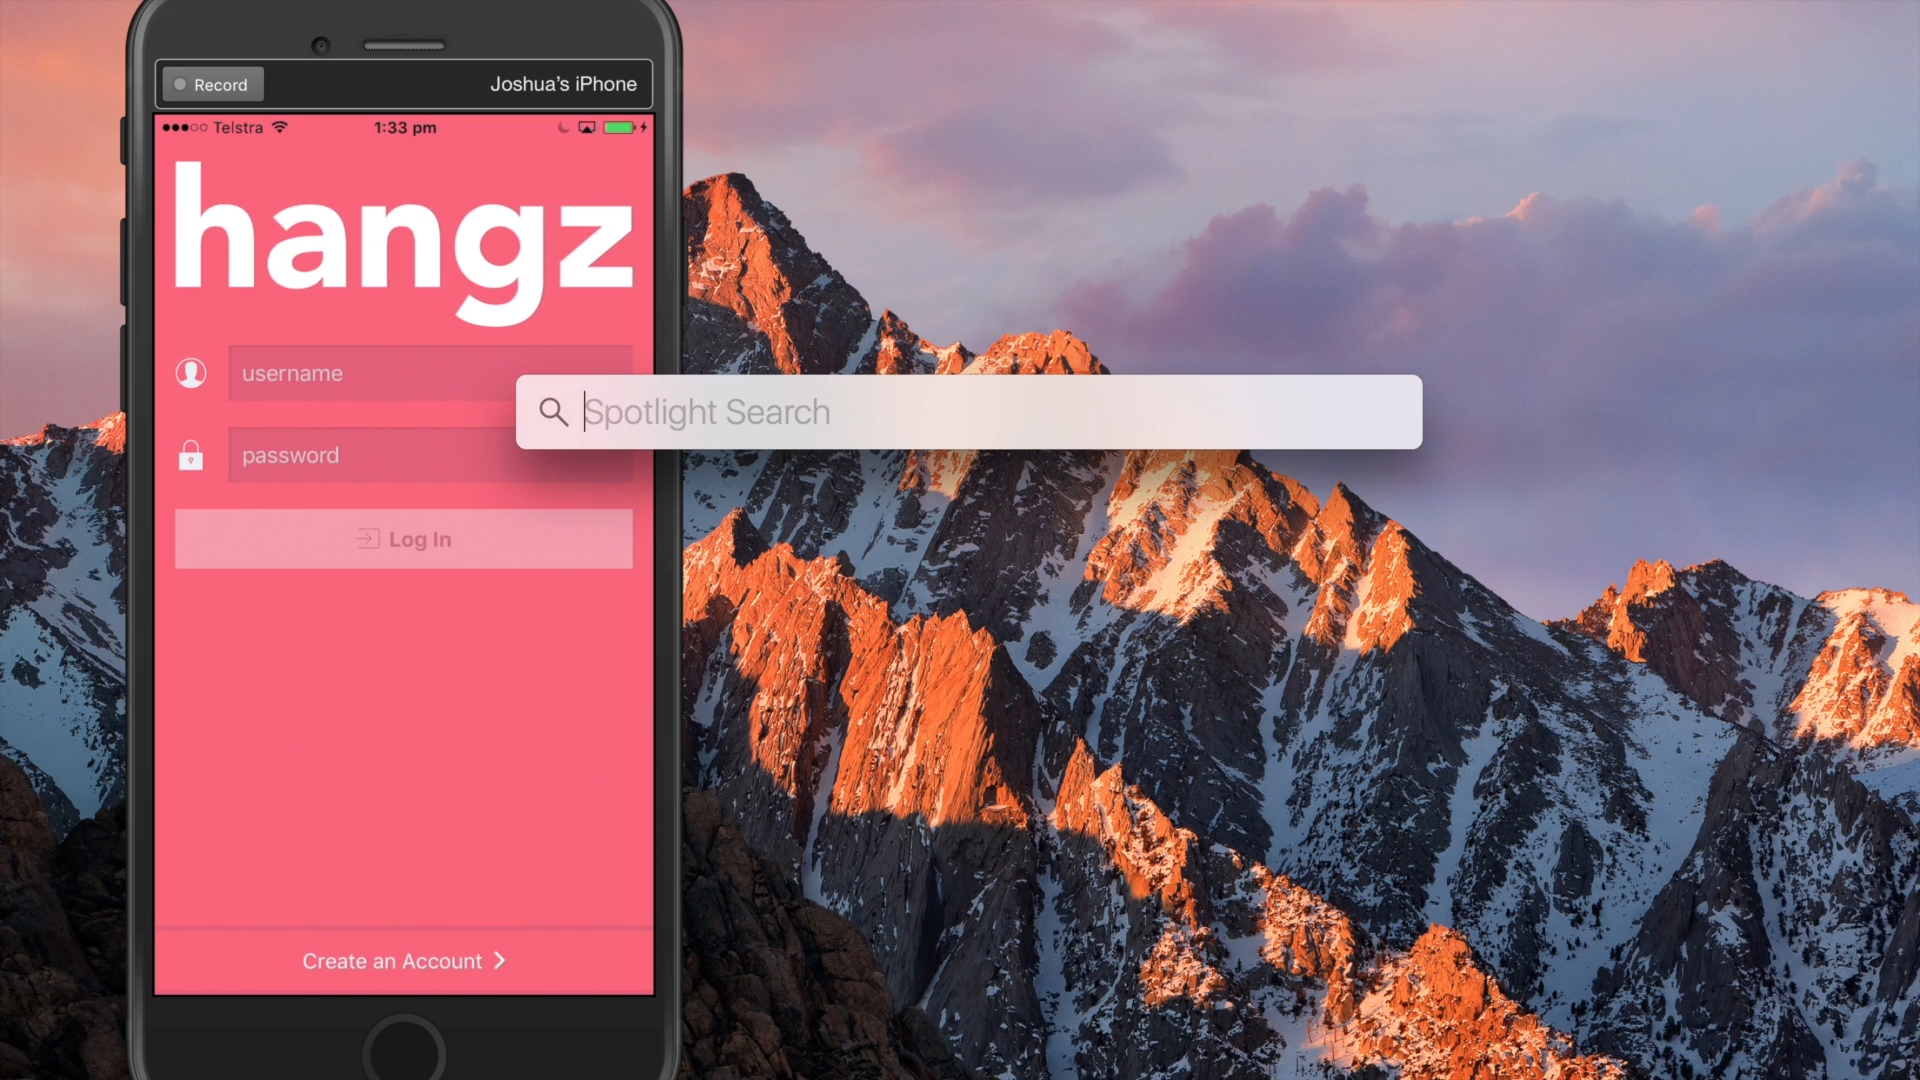 Record
Joshua’s iPhone
Telstra
1:33 pm
hangz
username
Spotlight Search
password
Log In
Create an Account